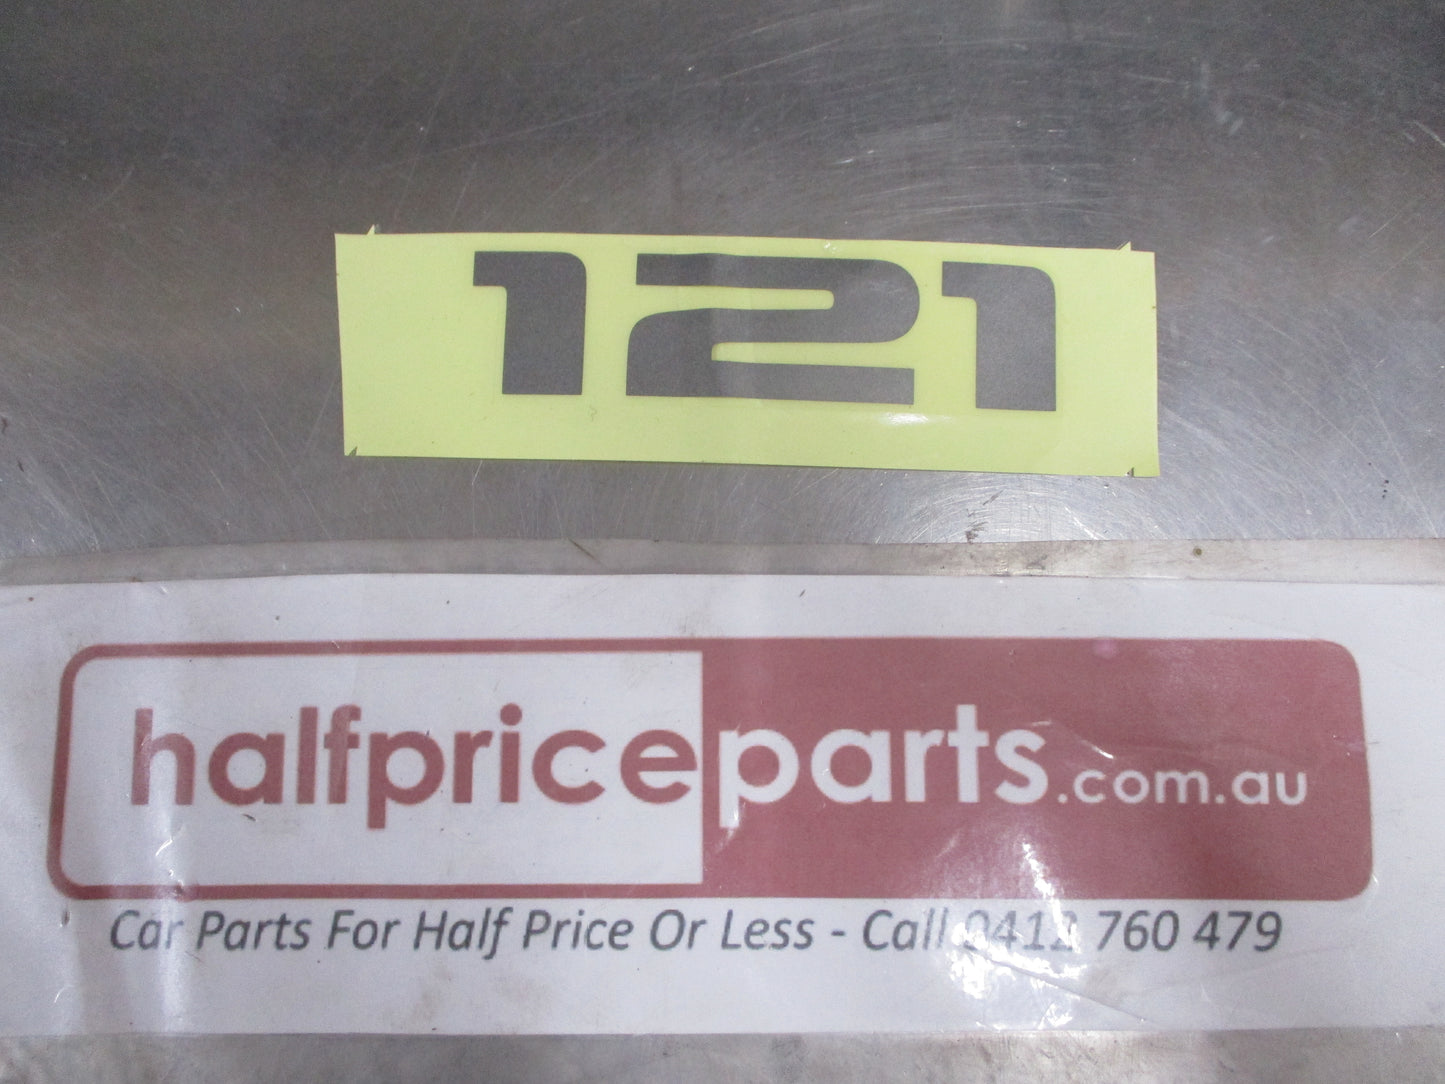 121
halfpriceparts.com.au
Car Parts For Half Price Or Less - Call 0412 760 479